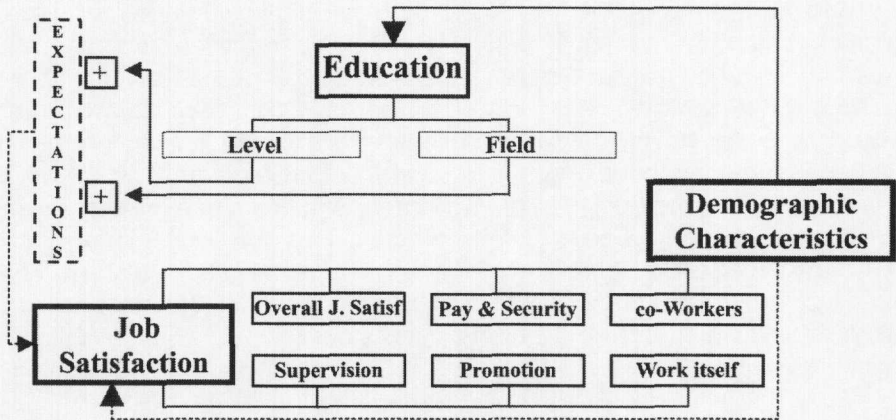 EXPECTATIONS
+
Education
Level
Field
+
Demographic
Characteristics
Overall J. Satisf
Pay & Security
co-Workers
Job
Satisfaction
Supervision
Promotion
Work itself